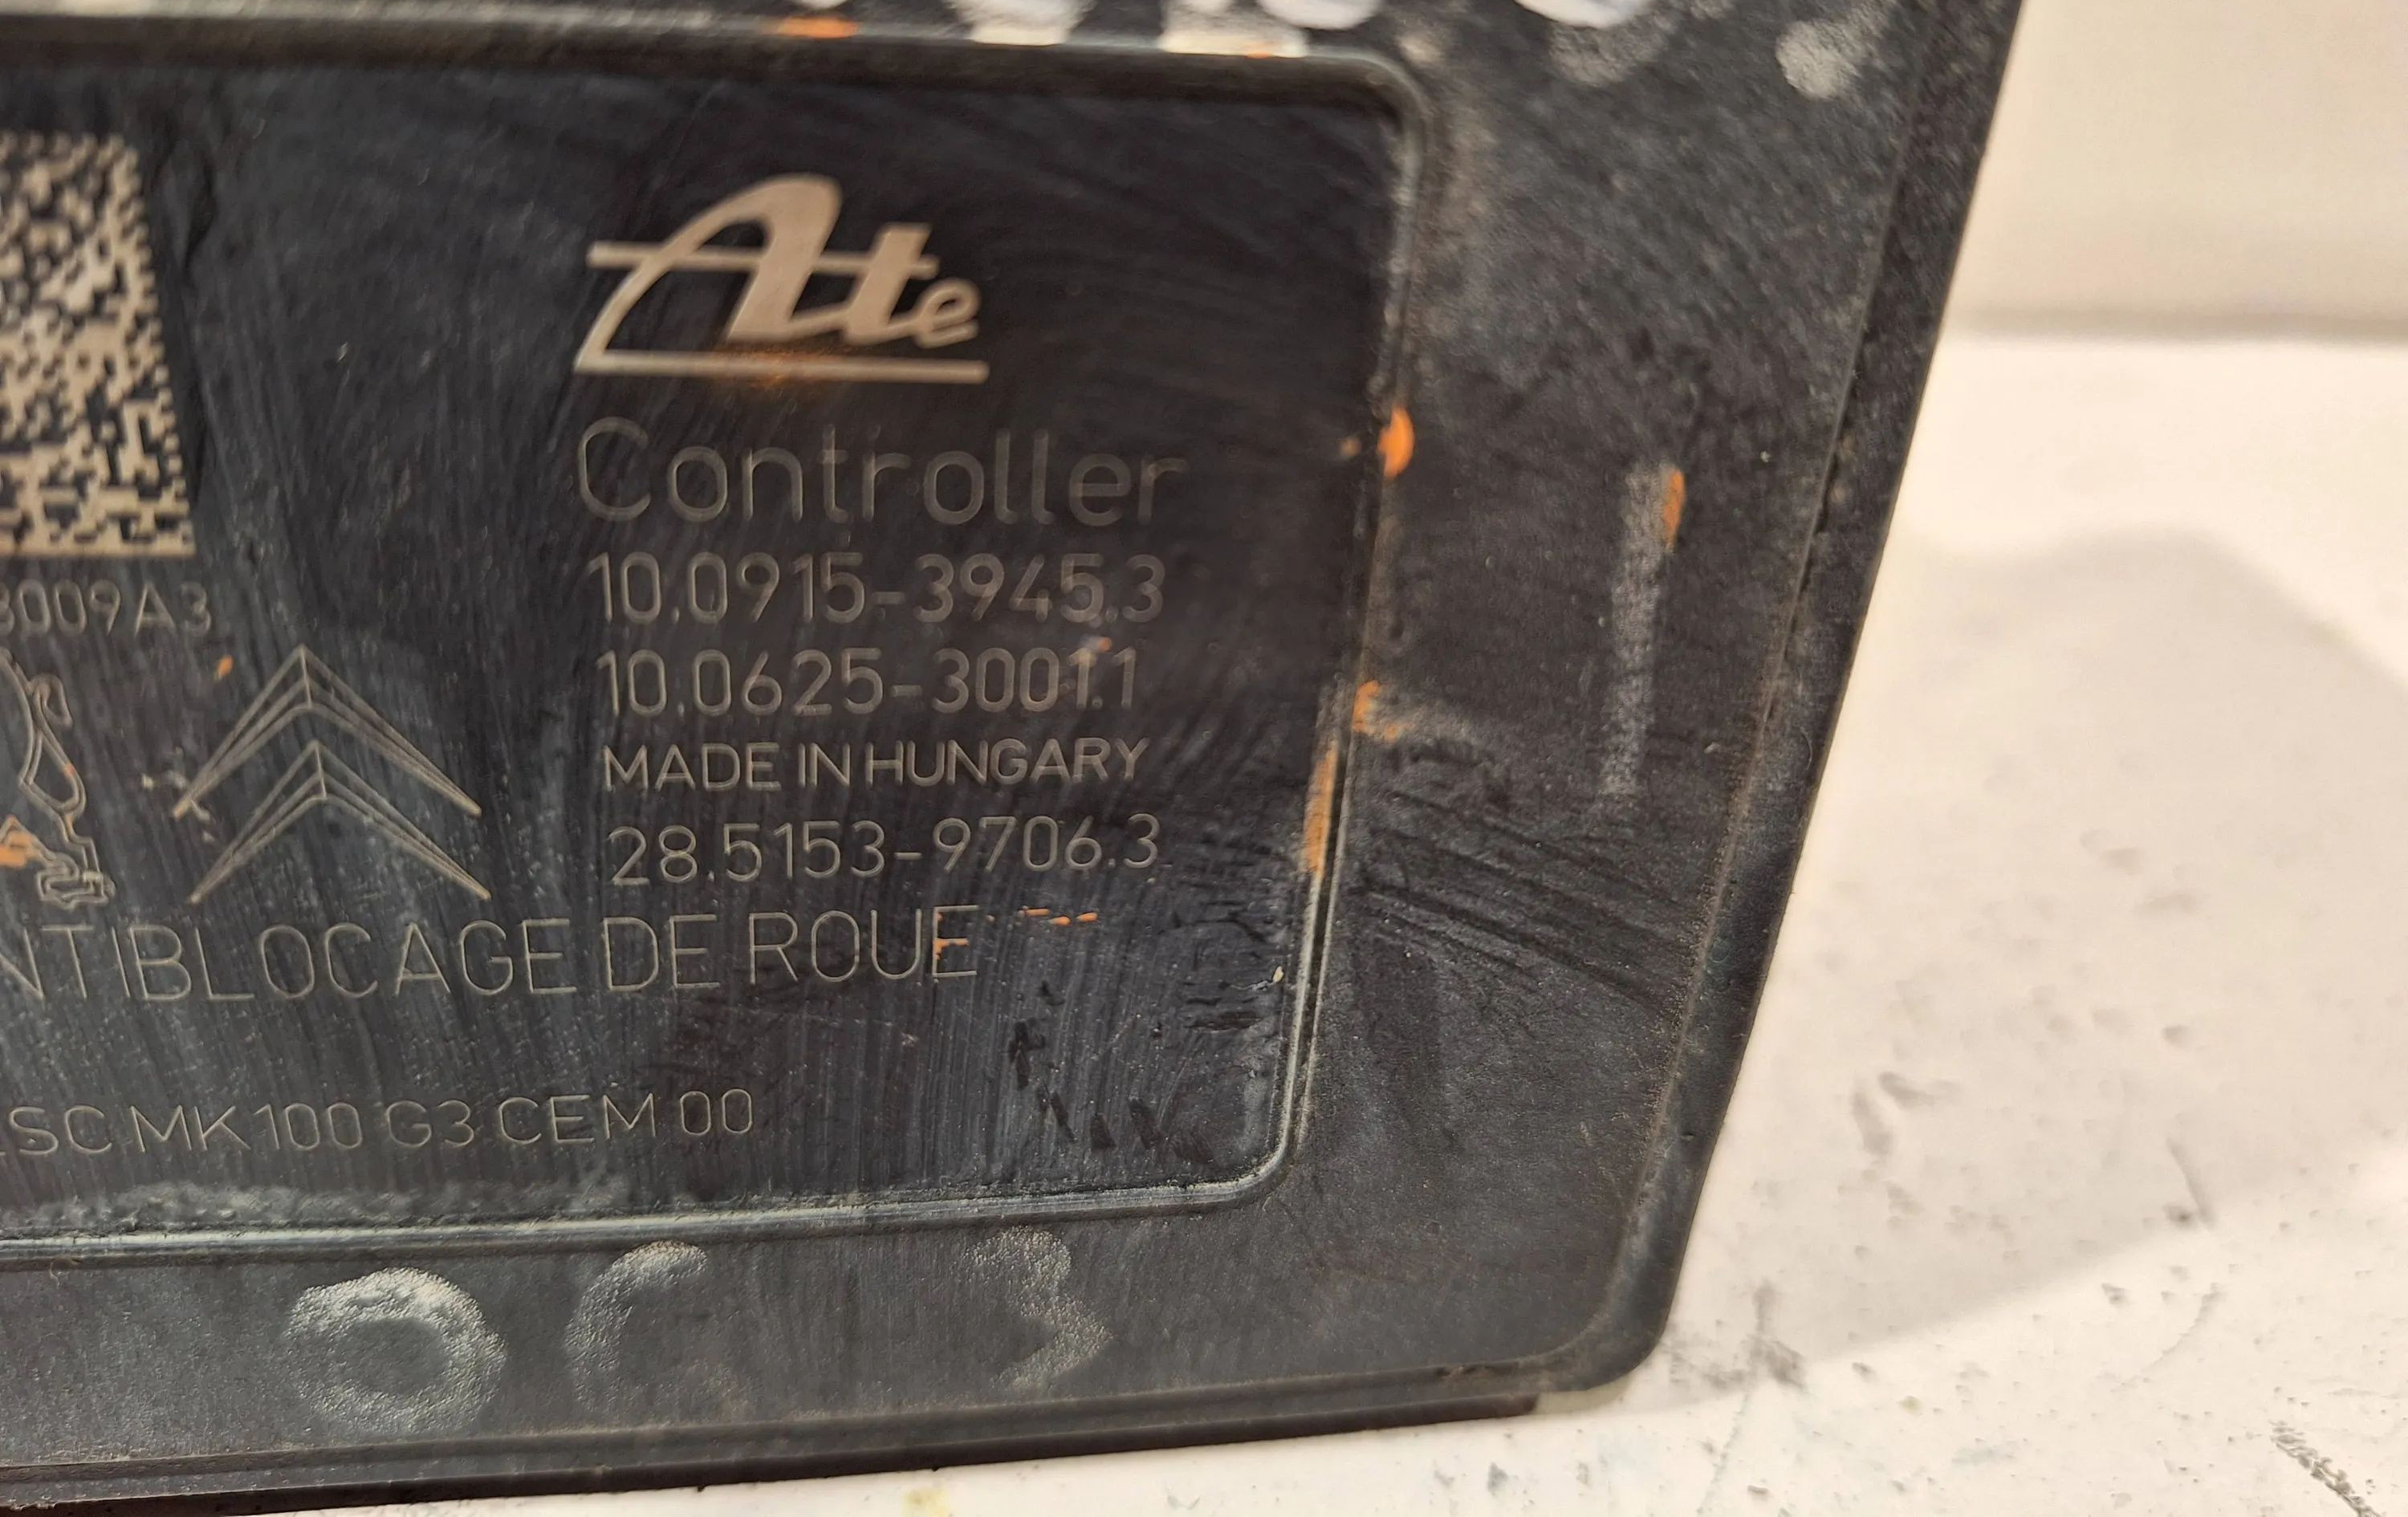 Ate
Controller
10.0915-3945.3
3009A3
10.0625-3001.1
MADE IN HUNGARY
28.5153-9706.3
NTIBLOCAGE DE ROUE
SC MK100 G3 CEM 00